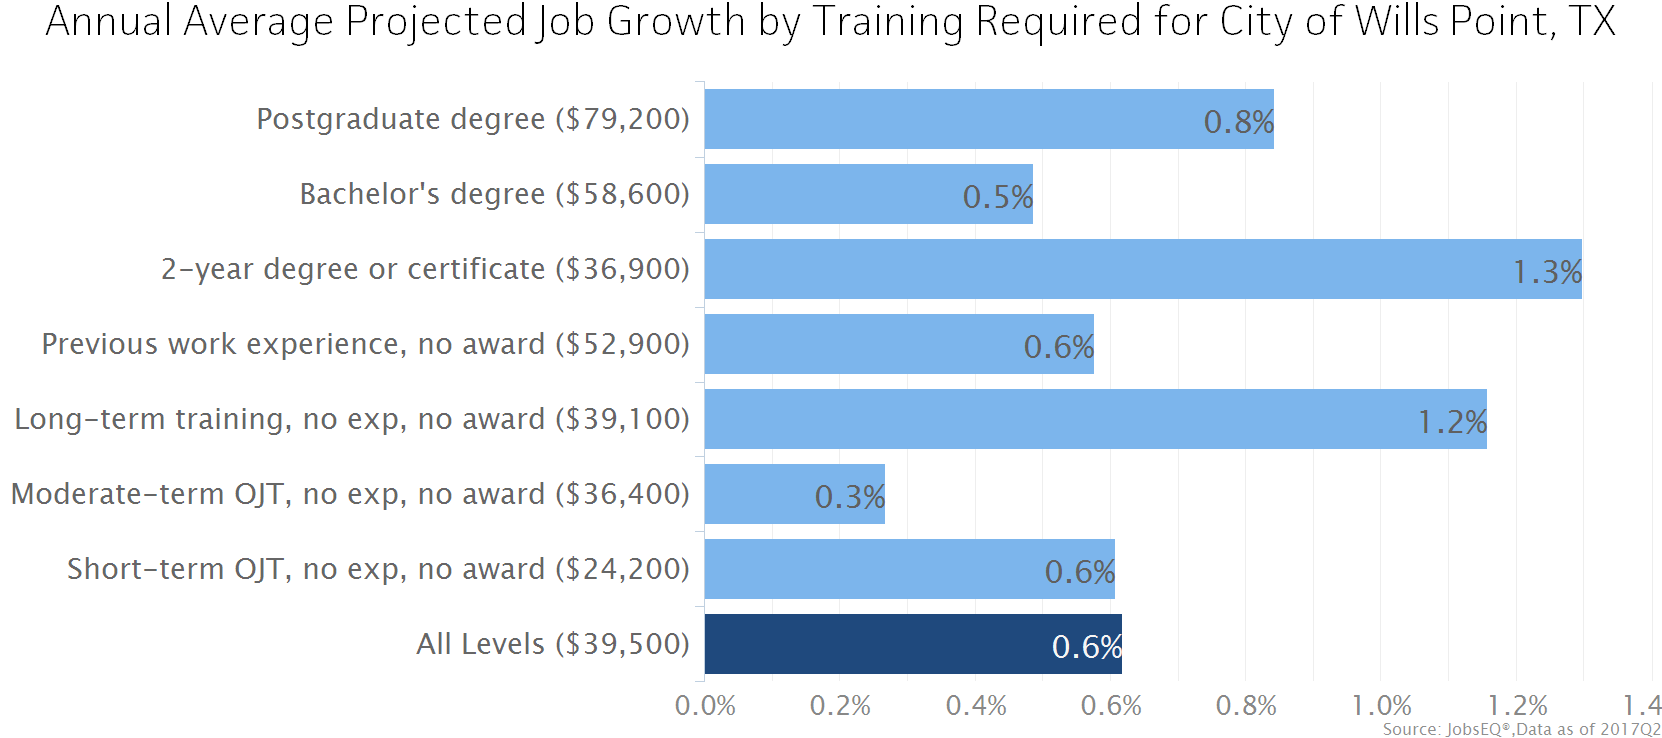 Annual Average Projected Job Growth by Training Required for City of Wills Point, TX
Postgraduate degree ($79,200)
0.8%
Bachelor's degree ($58,600)
0.5%
2-year degree or certificate ($36,900)
1.3%
Previous work experience, no award ($52,900)
0.6%
Long-term training, no exp, no award ($39,100)
1.2%
Moderate-term OJT, no exp, no award ($36,400)
0.3%
Short-term OJT, no exp, no award ($24,200)
0.6%
All Levels ($39,500)
0.6%
0.0% 0.2% 0.4% 0.6% 0.8% 1.0% 1.2% 1.4
Source: JobsEQ®,Data as of 2017Q2